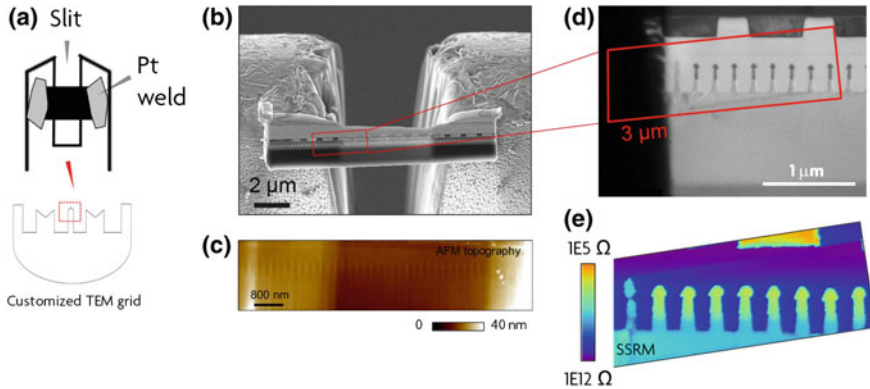 (a)
Slit
Pt
weld
Customized TEM grid
(b)
2 μm
(c)
AFM topography
800 nm
0
40 nm
(d)
3 μm
1 μm
(e)
1E5 Ω
1E12 Ω
SSRM